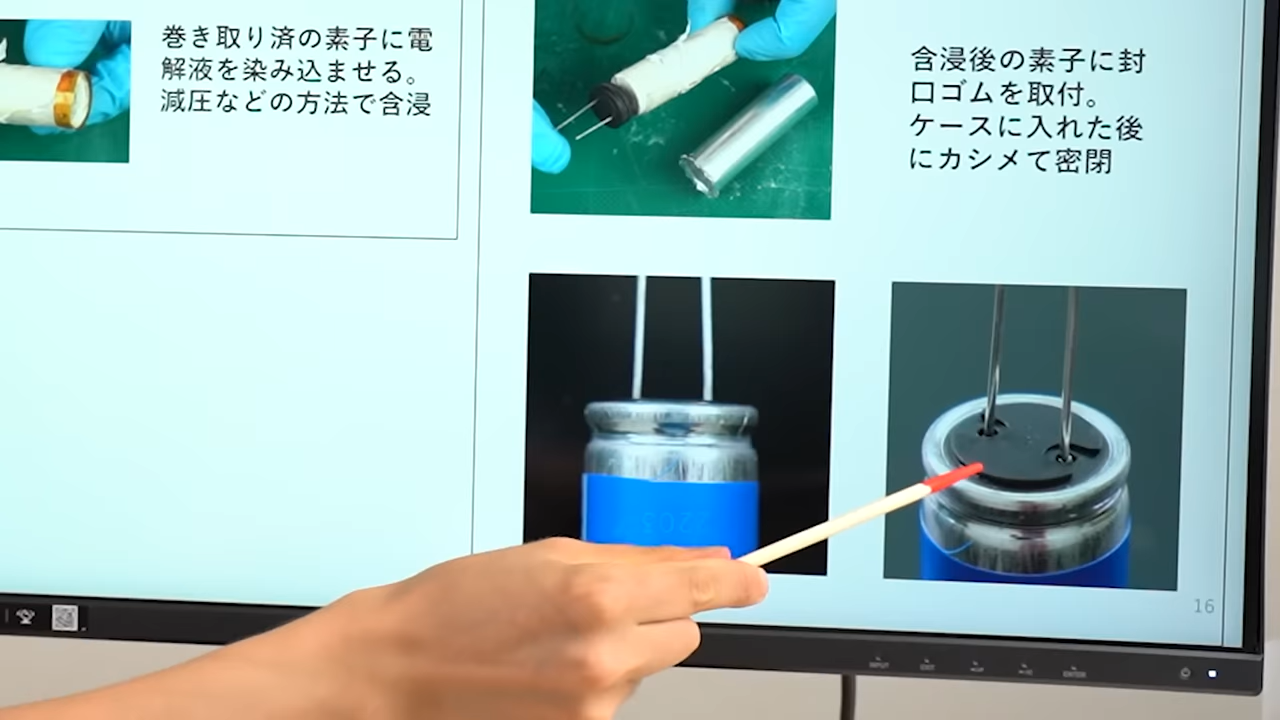 巻き取り済の素子に電
解液を染み込ませる。
減圧などの方法で含浸
含浸後の素子に封
口ゴムを取付。
ケースに入れた後
にカシメて密閉
16
INPUT
EXIT
ENTER